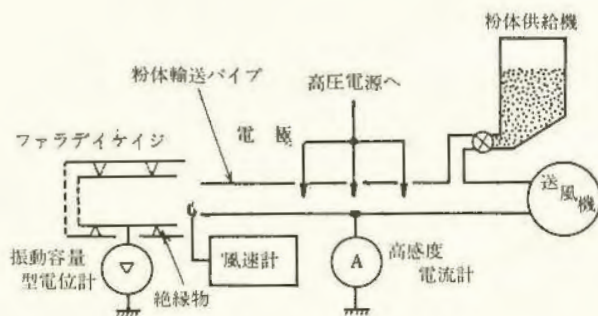 粉体供給機
粉体輸送パイプ
高圧電源へ
ファラデイケイジ
電極
送風機
振動容量
型電位計
絶縁物
風速計
A
高感度
電流計